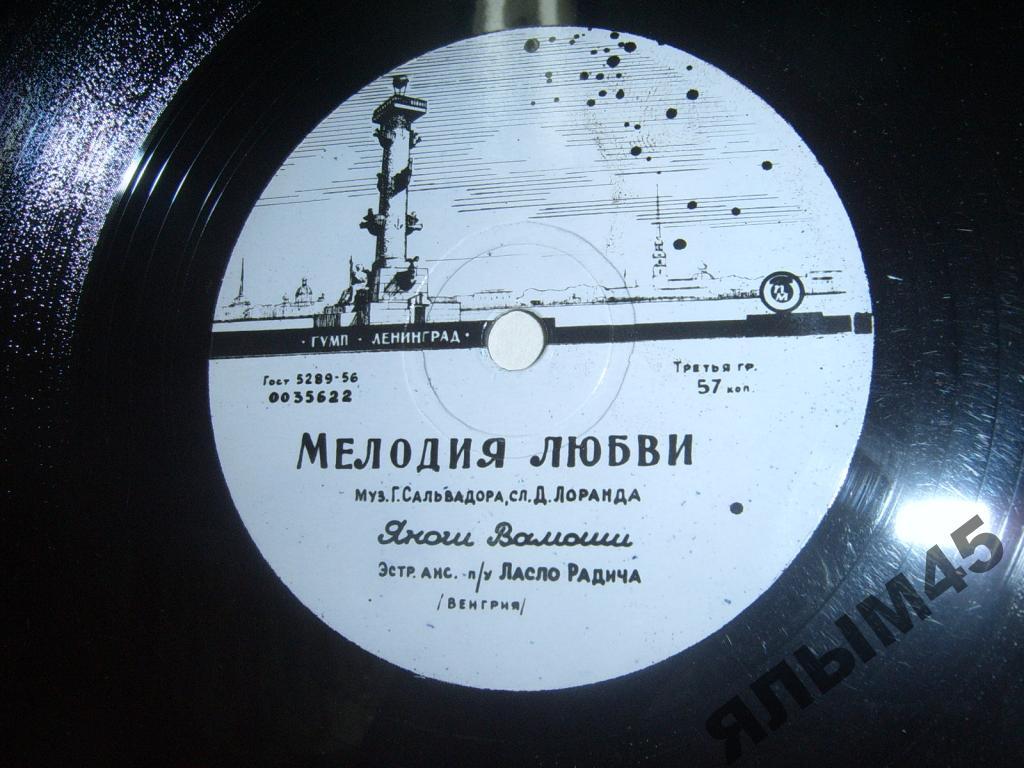 · ГУМП · ЛЕНИНГРАД ·
Гост 5289-56
0035622
Третья гр.
57 коп.
МЕЛОДИЯ ЛЮБВИ
муз. Г. Сальвадора, сл. Д. Лоранда
Янош Вамоши
Эстр. анс. п/у Ласло Радича
/Венгрия/
ЯЛЫМ45